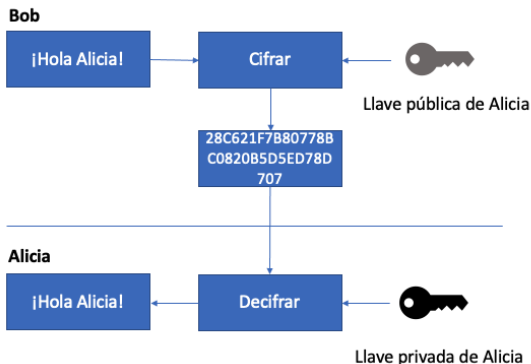 Bob
¡Hola Alicia!
Cifrar
Llave pública de Alicia
28C621F7B80778B
C0820B5D5ED78D
707
Alicia
¡Hola Alicia!
Decifrar
Llave privada de Alicia